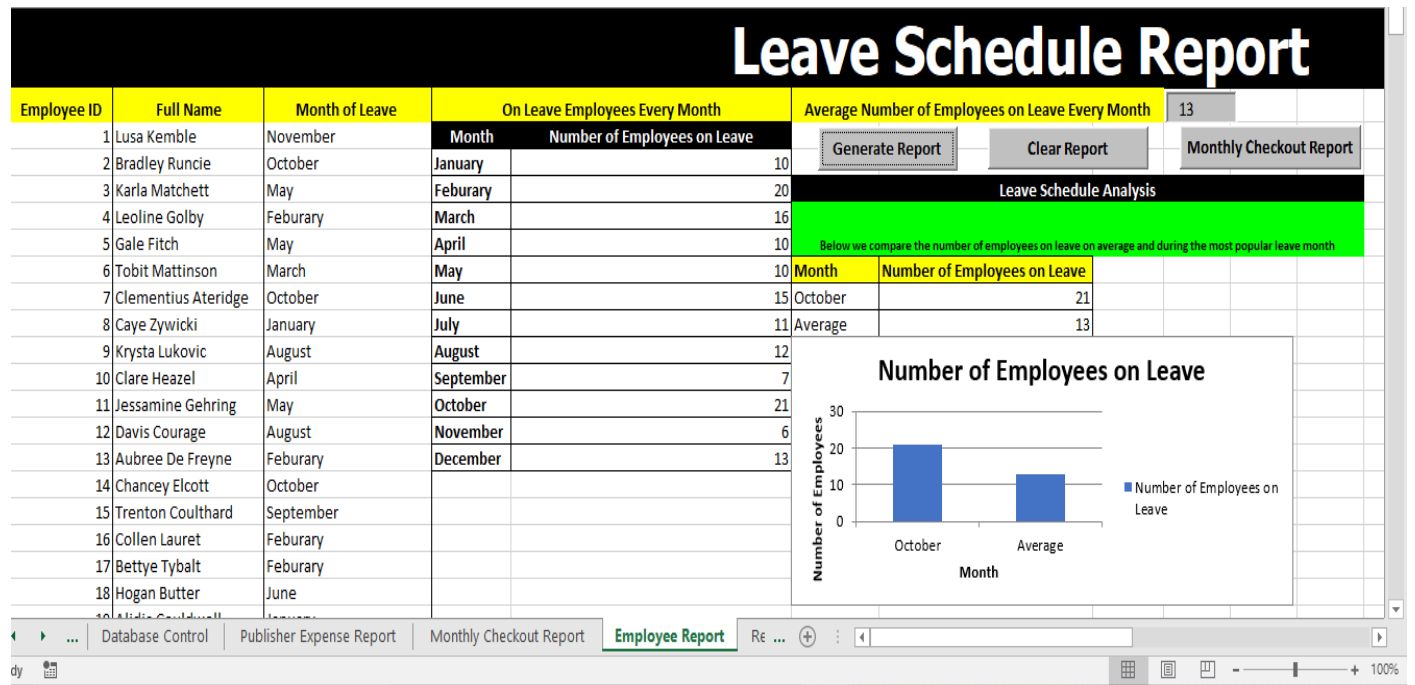 Leave Schedule Report
Employee ID Full Name Month of Leave On Leave Employees Every Month Average Number of Employees on Leave Every Month 13
1 Lusa Kemble November Month Number of Employees on Leave Generate Report Clear Report Monthly Checkout Report
2 Bradley Runcie October January 10
3 Karla Matchett May Feburary 20 Leave Schedule Analysis
4 Leoline Golby Feburary March 16
5 Gale Fitch May April 10 Below we compare the number of employees on leave on average and during the most popular leave month
6 Tobit Mattinson March May 10 Month Number of Employees on Leave
7 Clementius Ateridge October June 15 October 21
8 Caye Zywicki January July 11 Average 13
9 Krysta Lukovic August August 12
10 Clare Heazel April September 7
11 Jessamine Gehring May October 21
12 Davis Courage August November 6
13 Aubree De Freyne Feburary December 13
14 Chancey Elcott October
15 Trenton Coulthard September
16 Collen Lauret Feburary
17 Bettye Tybalt Feburary
18 Hogan Butter June
Number of Employees on Leave
Number of Employees
30
20
10
0
October Average
Month
Number of Employees on
Leave
... Database Control Publisher Expense Report Monthly Checkout Report Employee Report Re ...
dy 100%